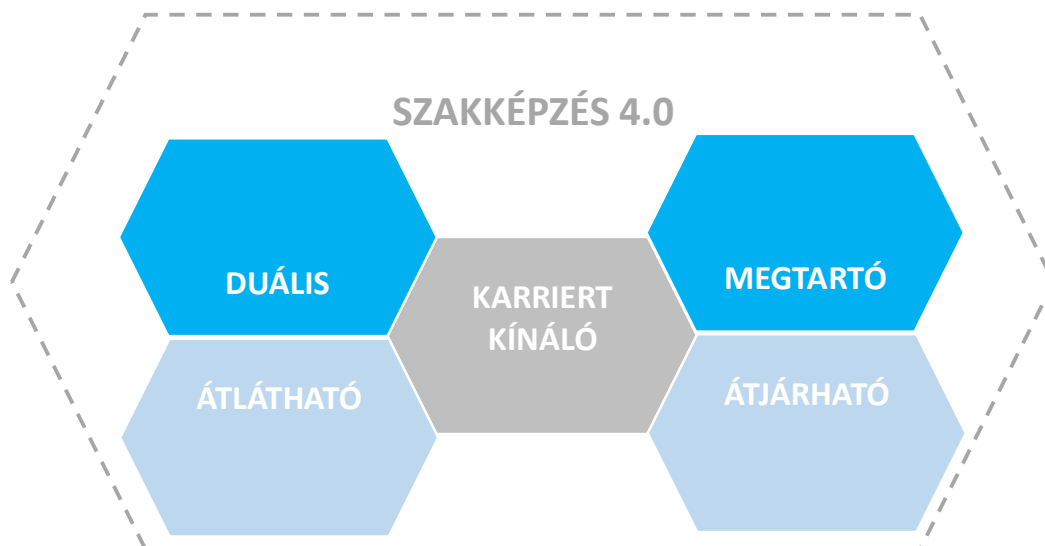 SZAKKÉPZÉS 4.0
DUÁLIS
MEGTARTÓ
KARRIERT
KÍNÁLÓ
ÁTLÁTHATÓ
ÁTJÁRHATÓ